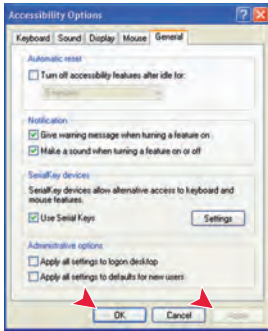 Accessibility Options
Keyboard Sound Display Mouse General
Automatic reset
Turn off accessibility features after idle for:
Notification
Give warning message when turning a feature on
Make a sound when turning a feature on or off
SerialKey devices
SerialKey devices allow alternative access to keyboard and
mouse features.
Use Serial Keys Settings
Administrative options
Apply all settings to logon desktop
Apply all settings to defaults for new users
OK Cancel Apply